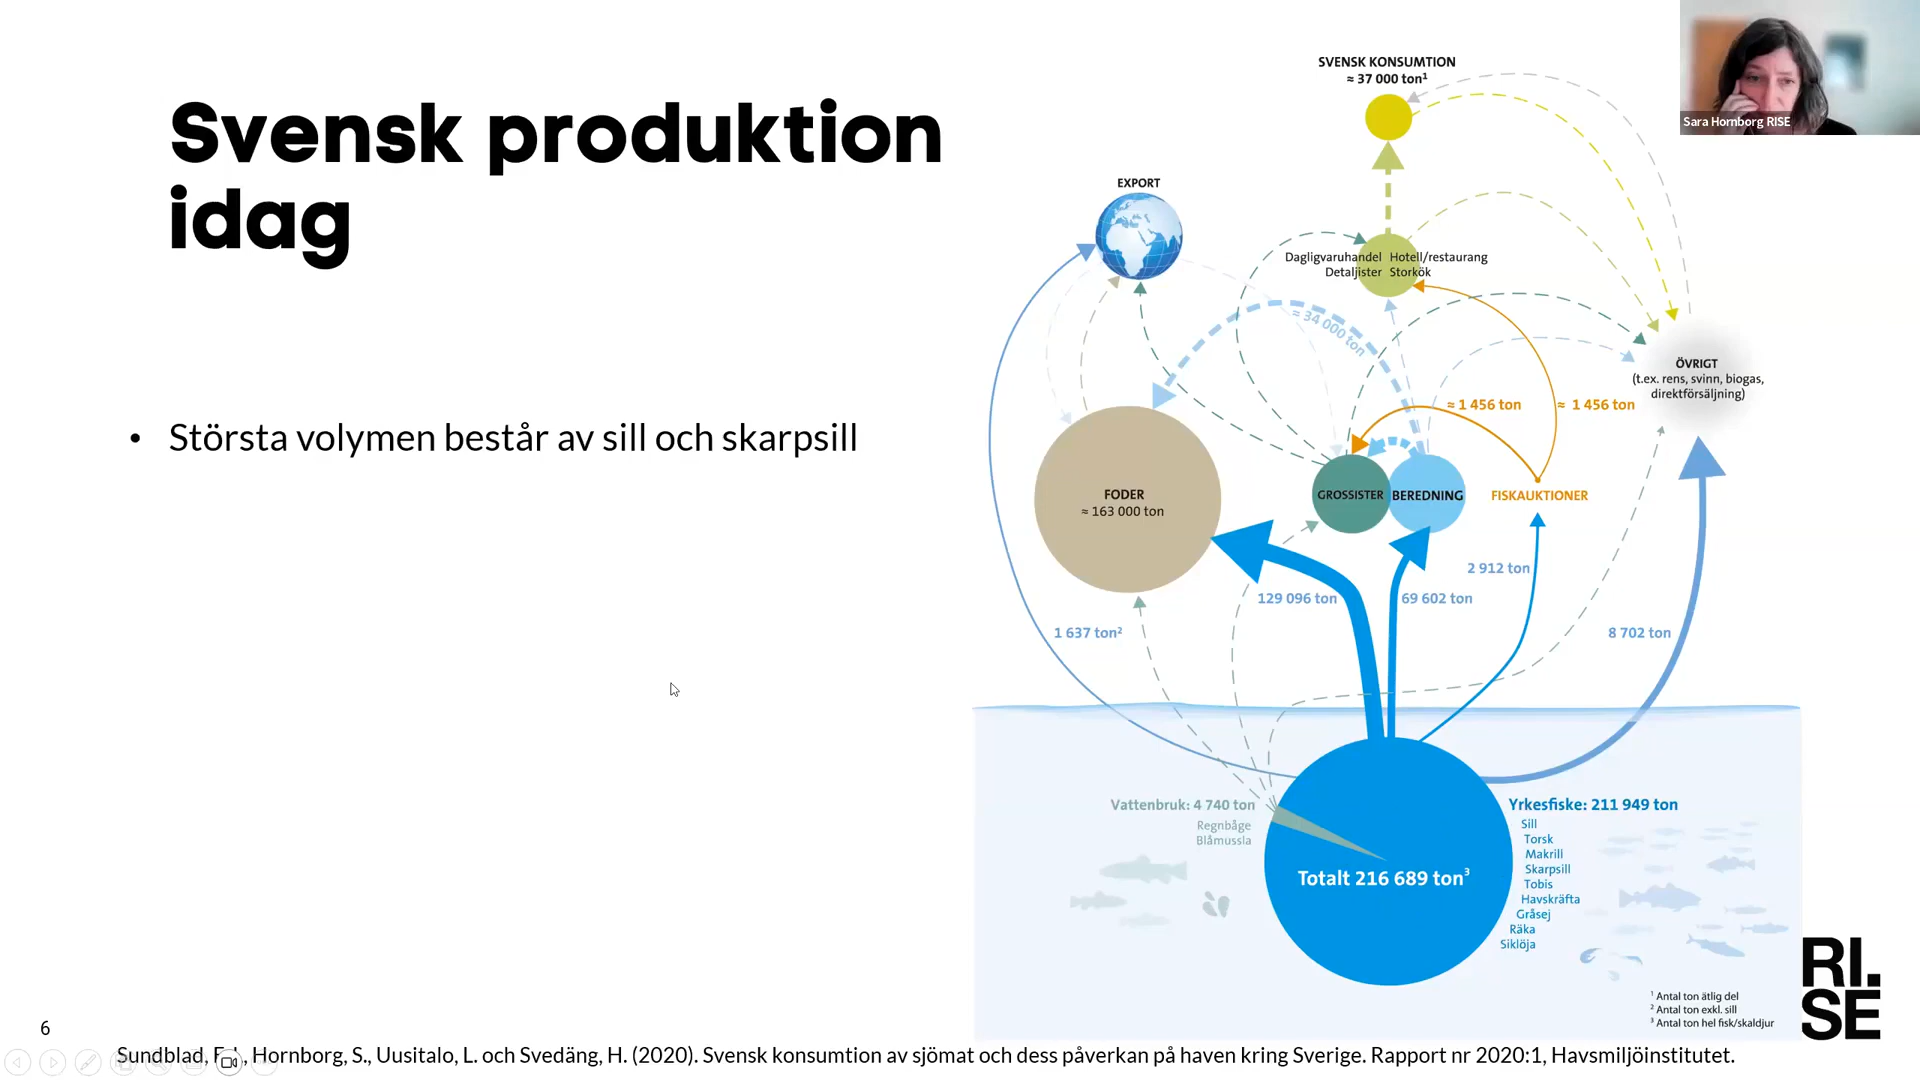 Svensk produktion
idag
• Största volymen består av sill och skarpsill
SVENSK KONSUMTION
≈ 37 000 ton¹
Sara Hornborg RISE
EXPORT
Dagligvaruhandel Hotell/restaurang
Detaljister Storkök
≈ 34 000 ton
ÖVRIGT
(t.ex. rens, svinn, biogas,
direktförsäljning)
≈ 1 456 ton
≈ 1 456 ton
FODER
≈ 163 000 ton
GROSSISTER
BEREDNING
FISKAUKTIONER
2 912 ton
129 096 ton
69 602 ton
1 637 ton²
8 702 ton
Vattenbruk: 4 740 ton
Regnbåge
Blåmussla
Yrkesfiske: 211 949 ton
Sill
Torsk
Makrill
Skarpsill
Tobis
Havskräfta
Gråsej
Räka
Siklöja
Totalt 216 689 ton³
¹ Antal ton ätlig del
² Antal ton exkl. sill
³ Antal ton hel fisk/skaldjur
RI.
SE
6
Sundblad, Hornborg, S., Uusitalo, L. och Svedäng, H. (2020). Svensk konsumtion av sjömat och dess påverkan på haven kring Sverige. Rapport nr 2020:1, Havsmiljöinstitutet.